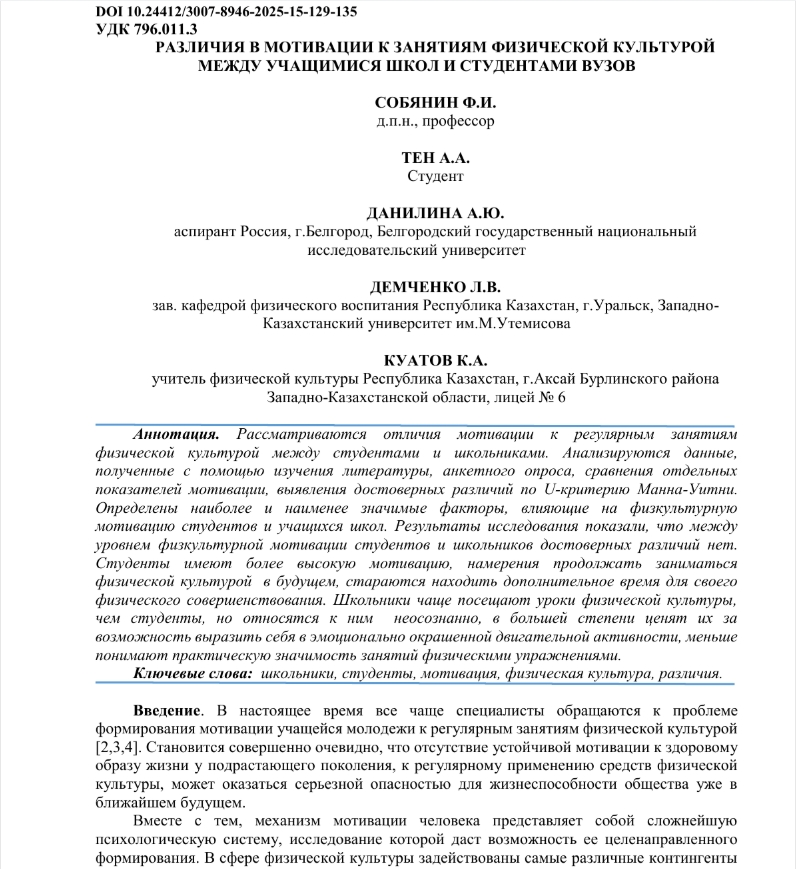 DOI 10.24412/3007-8946-2025-15-129-135
УДК 796.011.3
РАЗЛИЧИЯ В МОТИВАЦИИ К ЗАНЯТИЯМ ФИЗИЧЕСКОЙ КУЛЬТУРОЙ
МЕЖДУ УЧАЩИМИСЯ ШКОЛ И СТУДЕНТАМИ ВУЗОВ
СОБЯНИН Ф.И.
д.п.н., профессор
ТЕН А.А.
Студент
ДАНИЛИНА А.Ю.
аспирант Россия, г.Белгород, Белгородский государственный национальный
исследовательский университет
ДЕМЧЕНКО Л.В.
зав. кафедрой физического воспитания Республика Казахстан, г.Уральск, Западно-
Казахстанский университет им.М.Утемисова
КУАТОВ К.А.
учитель физической культуры Республика Казахстан, г.Аксай Бурлинского района
Западно-Казахстанской области, лицей № 6
Аннотация. Рассматриваются отличия мотивации к регулярным занятиям
физической культурой между студентами и школьниками. Анализируются данные,
полученные с помощью изучения литературы, анкетного опроса, сравнения отдельных
показателей мотивации, выявления достоверных различий по U-критерию Манна-Уитни.
Определены наиболее и наименее значимые факторы, влияющие на физкультурную
мотивацию студентов и учащихся школ. Результаты исследования показали, что между
уровнем физкультурной мотивации студентов и школьников достоверных различий нет.
Студенты имеют более высокую мотивацию, намерения продолжать заниматься
физической культурой в будущем, стараются находить дополнительное время для своего
физического совершенствования. Школьники чаще посещают уроки физической культуры,
чем студенты, но относятся к ним неосознанно, в большей степени ценят их за
возможность выразить себя в эмоционально окрашенной двигательной активности, меньше
понимают практическую значимость занятий физическими упражнениями.
Ключевые слова: школьники, студенты, мотивация, физическая культура, различия.
Введение. В настоящее время все чаще специалисты обращаются к проблеме
формирования мотивации учащейся молодежи к регулярным занятиям физической культурой
[2,3,4]. Становится совершенно очевидно, что отсутствие устойчивой мотивации к здоровому
образу жизни у подрастающего поколения, к регулярному применению средств физической
культуры, может оказаться серьезной опасностью для жизнеспособности общества уже в
ближайшем будущем.
Вместе с тем, механизм мотивации человека представляет собой сложнейшую
психологическую систему, исследование которой даст возможность ее целенаправленного
формирования. В сфере физической культуры задействованы самые различные контингенты